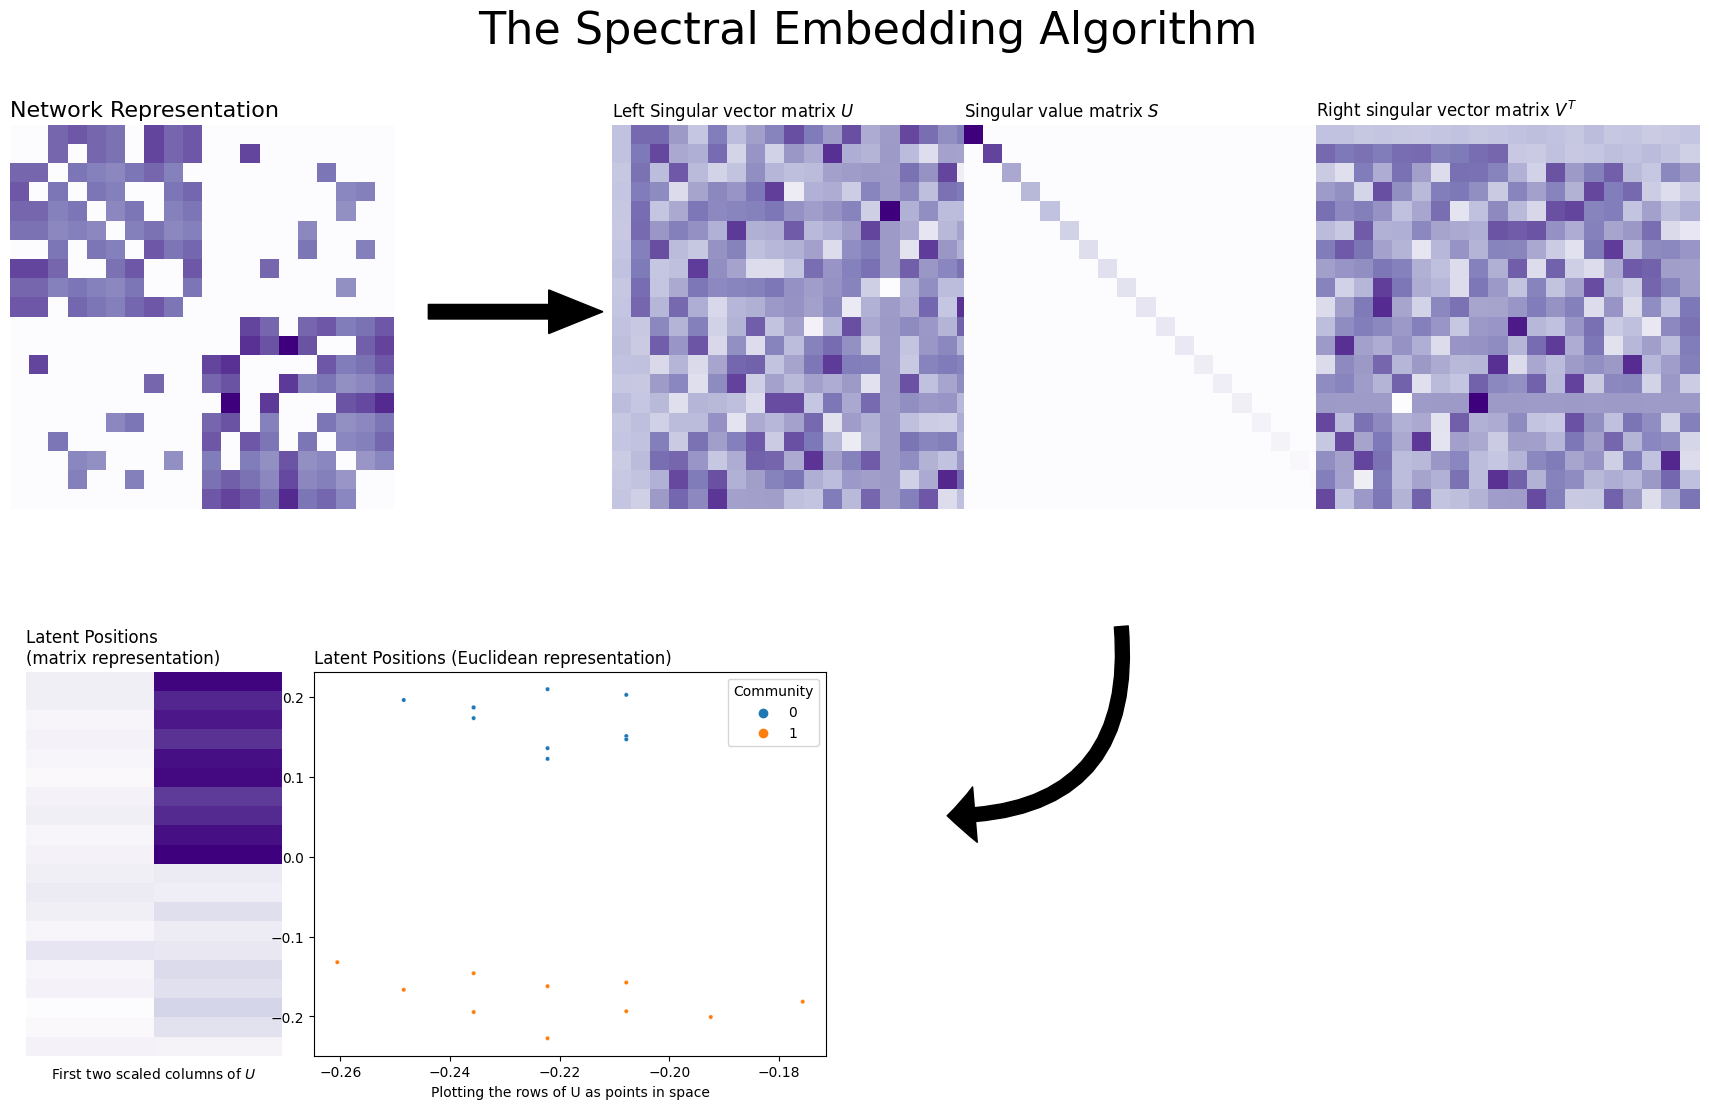 The Spectral Embedding Algorithm
Network Representation
Left Singular vector matrix U
Singular value matrix S
Right singular vector matrix V^T
Latent Positions
(matrix representation)
First two scaled columns of U
Latent Positions (Euclidean representation)
0.2
0.1
0.0
−0.1
−0.2
Community
0
1
−0.26
−0.24
−0.22
−0.20
−0.18
Plotting the rows of U as points in space